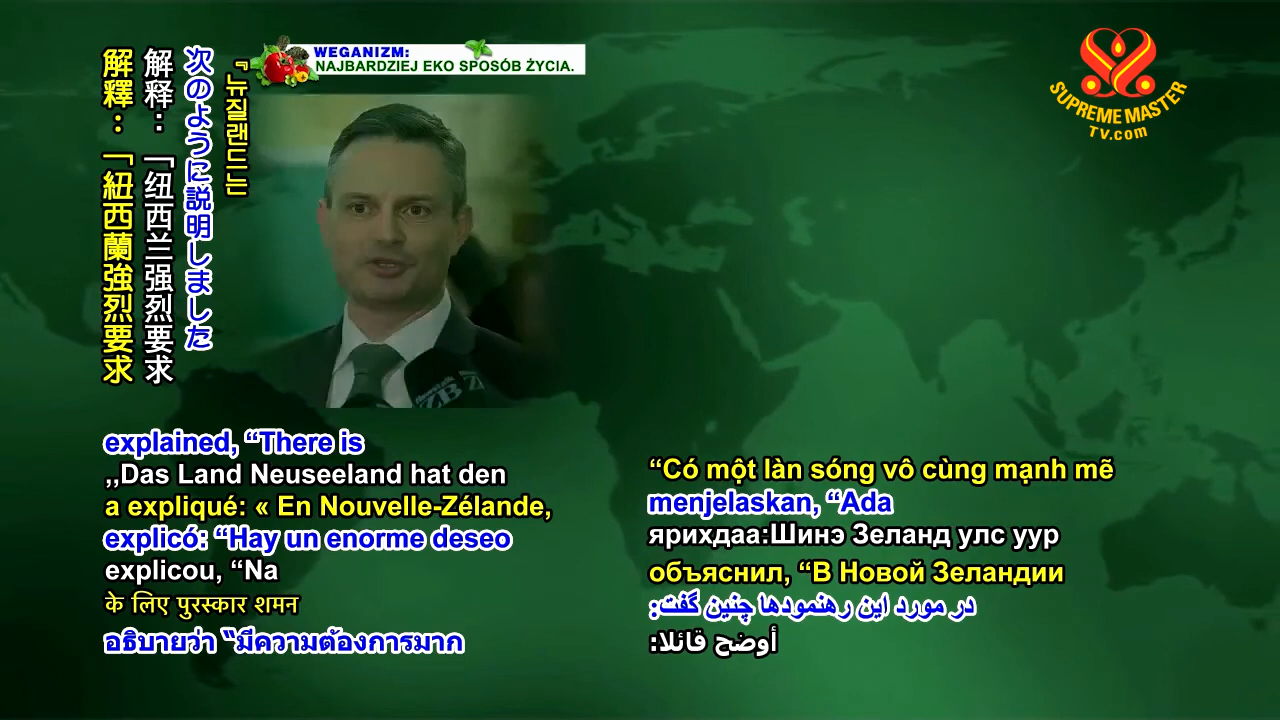 WEGANIZM:
NAJBARDZIEJ EKO SPOSÓB ŻYCIA.
SUPREME MASTER
TV.com
『뉴질랜드』
次のように説明しました
解释：「纽西兰强烈要求
解釋：「紐西蘭強烈要求
ZB
explained, “There is
,,Das Land Neuseeland hat den
a expliqué: « En Nouvelle-Zélande,
explicó: “Hay un enorme deseo
explicou, “Na
के लिए पुरस्कार शमन
อธิบายว่า “มีความต้องการมาก
“Có một làn sóng vô cùng mạnh mẽ
menjelaskan, “Ada
ярихдаа:Шинэ Зеланд улс уур
объяснил, “В Новой Зеландии
در مورد این رهنمودها چنین گفت:
أوضح قائلا: